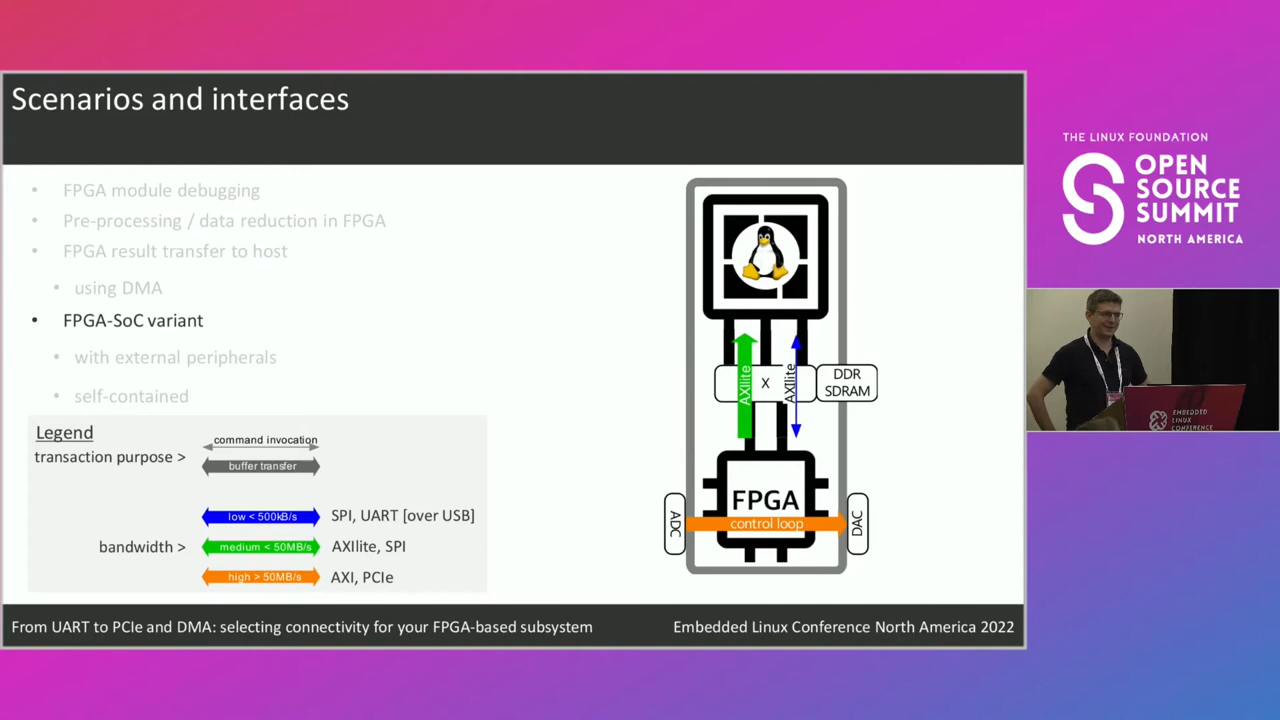 Scenarios and interfaces
• FPGA module debugging
• Pre-processing / data reduction in FPGA
• FPGA result transfer to host
• using DMA
• FPGA-SoC variant
• with external peripherals
• self-contained
Legend
transaction purpose >
command invocation
buffer transfer
bandwidth >
low < 500kB/s
SPI, UART [over USB]
medium < 50MB/s
AXIlite, SPI
high > 50MB/s
AXI, PCIe
AXIlite
X
AXIlite
DDR
SDRAM
FPGA
ADC
control loop
DAC
From UART to PCIe and DMA: selecting connectivity for your FPGA-based subsystem
Embedded Linux Conference North America 2022
THE LINUX FOUNDATION
OPEN
SOURCE
SUMMIT
NORTH AMERICA
EMBEDDED
LINUX
CONFERENCE